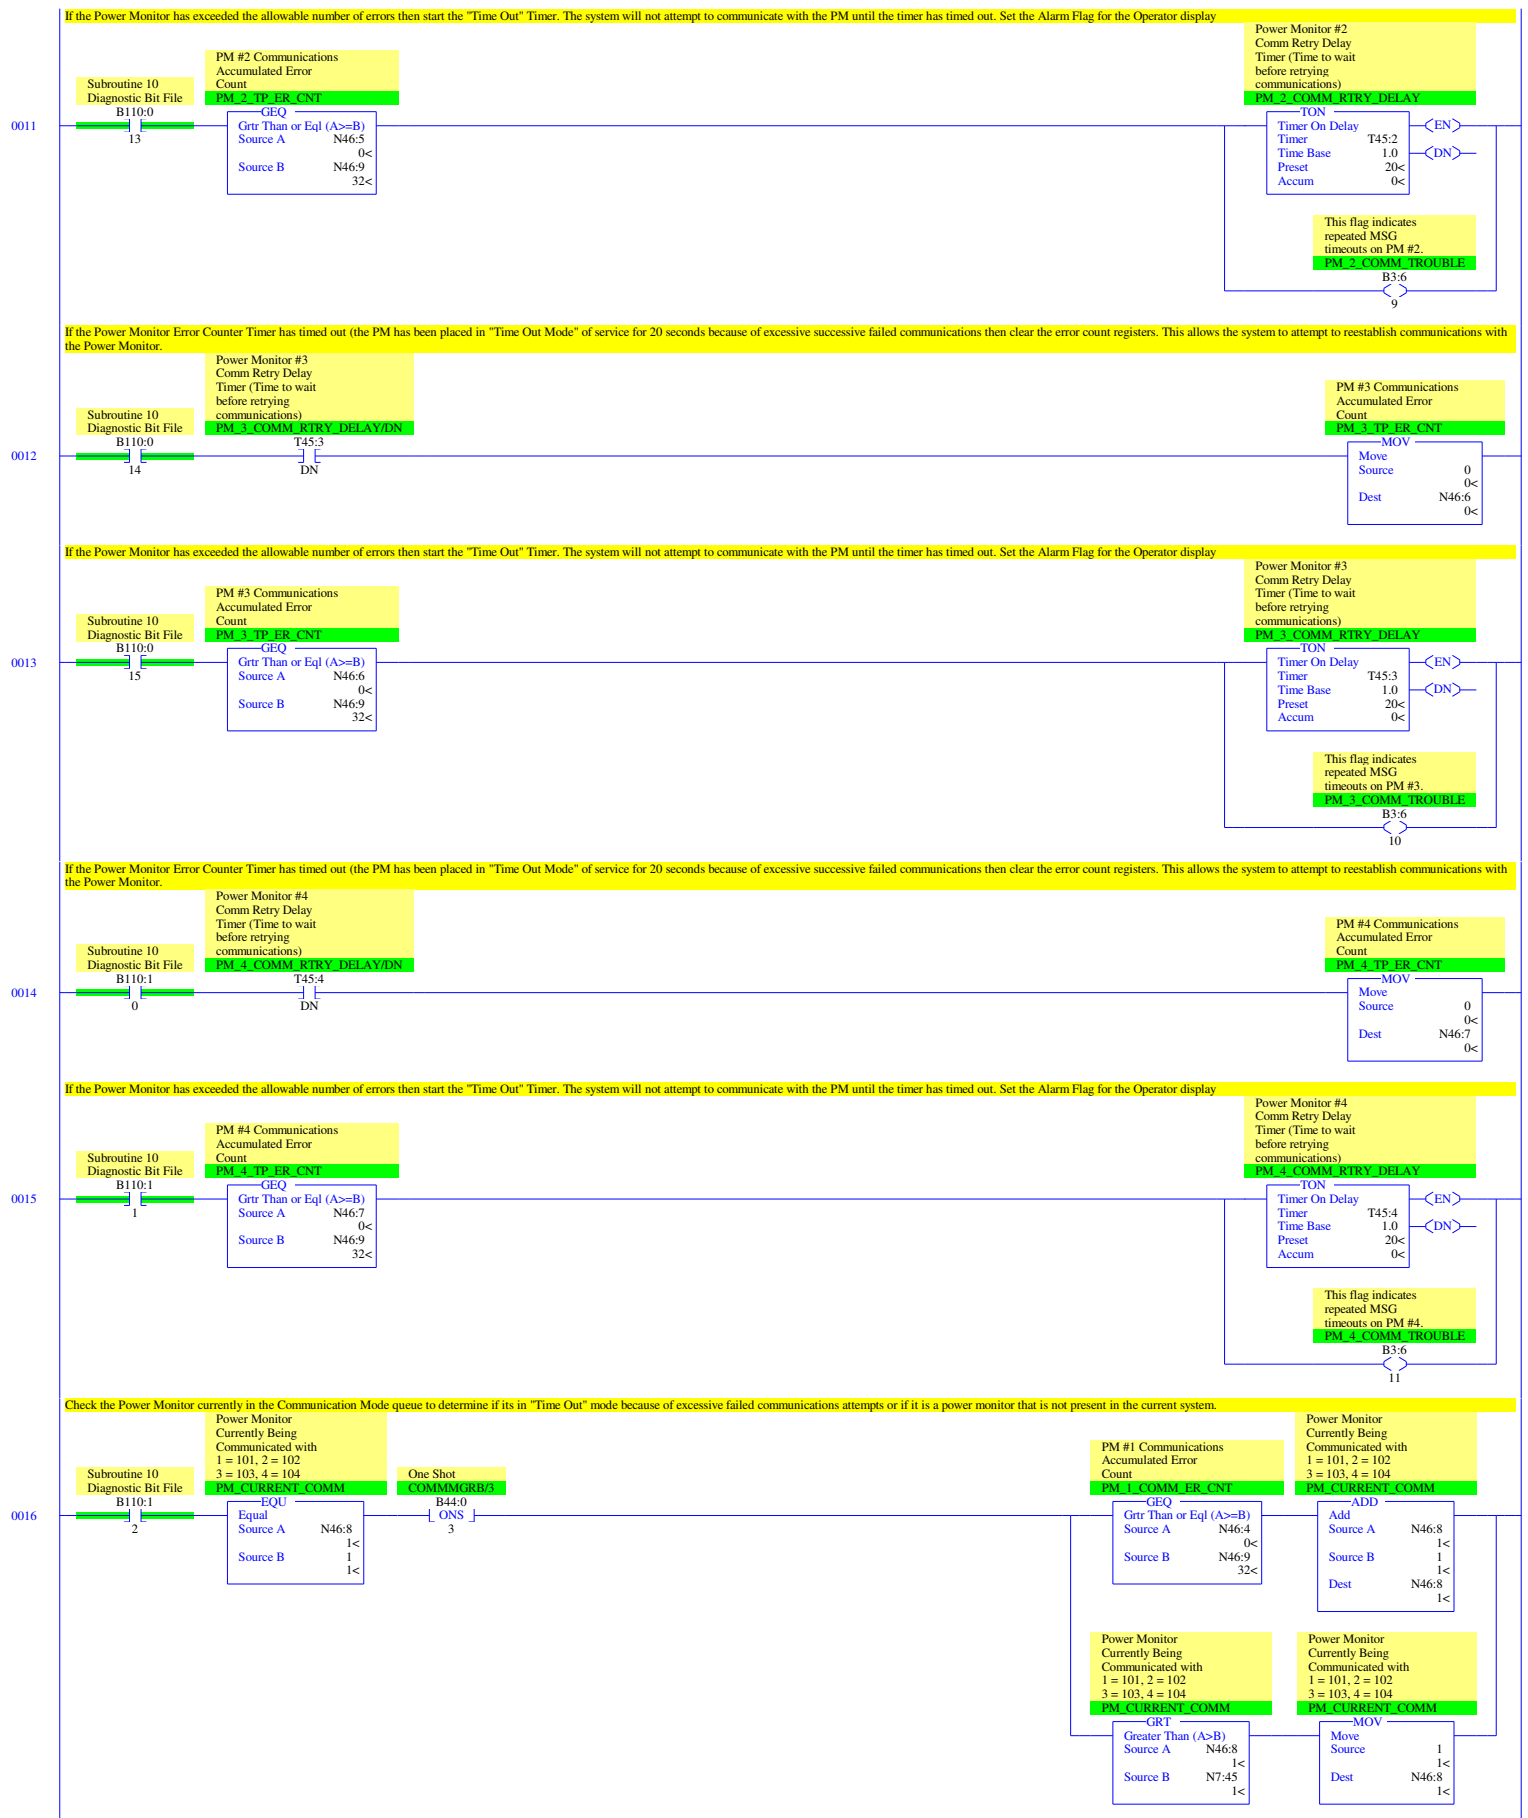 If the Power Monitor has exceeded the allowable number of errors then start the "Time Out" Timer. The system will not attempt to communicate with the PM until the timer has timed out. Set the Alarm Flag for the Operator display
Subroutine 10
Diagnostic Bit File
B110:0
13
PM #2 Communications
Accumulated Error
Count
PM_2_TP_ER_CNT
GEQ
Grtr Than or Eql (A>=B)
Source A N46:5
0<
Source B N46:9
32<
Power Monitor #2
Comm Retry Delay
Timer (Time to wait
before retrying
communications)
PM_2_COMM_RTRY_DELAY
TON
Timer On Delay EN
Timer T45:2
Time Base 1.0 DN
Preset 20<
Accum 0<
This flag indicates
repeated MSG
timeouts on PM #2.
PM_2_COMM_TROUBLE
B3:6
9
0011
If the Power Monitor Error Counter Timer has timed out (the PM has been placed in "Time Out Mode" of service for 20 seconds because of excessive successive failed communications then clear the error count registers. This allows the system to attempt to reestablish communications with
the Power Monitor.
Subroutine 10
Diagnostic Bit File
B110:0
14
Power Monitor #3
Comm Retry Delay
Timer (Time to wait
before retrying
communications)
PM_3_COMM_RTRY_DELAY/DN
T45:3
DN
PM #3 Communications
Accumulated Error
Count
PM_3_TP_ER_CNT
MOV
Move
Source 0
0<
Dest N46:6
0<
0012
If the Power Monitor has exceeded the allowable number of errors then start the "Time Out" Timer. The system will not attempt to communicate with the PM until the timer has timed out. Set the Alarm Flag for the Operator display
Subroutine 10
Diagnostic Bit File
B110:0
15
PM #3 Communications
Accumulated Error
Count
PM_3_TP_ER_CNT
GEQ
Grtr Than or Eql (A>=B)
Source A N46:6
0<
Source B N46:9
32<
Power Monitor #3
Comm Retry Delay
Timer (Time to wait
before retrying
communications)
PM_3_COMM_RTRY_DELAY
TON
Timer On Delay EN
Timer T45:3
Time Base 1.0 DN
Preset 20<
Accum 0<
This flag indicates
repeated MSG
timeouts on PM #3.
PM_3_COMM_TROUBLE
B3:6
10
0013
If the Power Monitor Error Counter Timer has timed out (the PM has been placed in "Time Out Mode" of service for 20 seconds because of excessive successive failed communications then clear the error count registers. This allows the system to attempt to reestablish communications with
the Power Monitor.
Subroutine 10
Diagnostic Bit File
B110:1
0
Power Monitor #4
Comm Retry Delay
Timer (Time to wait
before retrying
communications)
PM_4_COMM_RTRY_DELAY/DN
T45:4
DN
PM #4 Communications
Accumulated Error
Count
PM_4_TP_ER_CNT
MOV
Move
Source 0
0<
Dest N46:7
0<
0014
If the Power Monitor has exceeded the allowable number of errors then start the "Time Out" Timer. The system will not attempt to communicate with the PM until the timer has timed out. Set the Alarm Flag for the Operator display
Subroutine 10
Diagnostic Bit File
B110:1
1
PM #4 Communications
Accumulated Error
Count
PM_4_TP_ER_CNT
GEQ
Grtr Than or Eql (A>=B)
Source A N46:7
0<
Source B N46:9
32<
Power Monitor #4
Comm Retry Delay
Timer (Time to wait
before retrying
communications)
PM_4_COMM_RTRY_DELAY
TON
Timer On Delay EN
Timer T45:4
Time Base 1.0 DN
Preset 20<
Accum 0<
This flag indicates
repeated MSG
timeouts on PM #4.
PM_4_COMM_TROUBLE
B3:6
11
0015
Check the Power Monitor currently in the Communication Mode queue to determine if its in "Time Out" mode because of excessive failed communications attempts or if it is a power monitor that is not present in the current system.
Subroutine 10
Diagnostic Bit File
B110:1
2
Power Monitor
Currently Being
Communicated with
1 = 101, 2 = 102
3 = 103, 4 = 104
PM_CURRENT_COMM
EQU
Equal
Source A N46:8
1<
Source B 1
1<
One Shot
COMMMGRB/3
B44:0
ONS
3
PM #1 Communications
Accumulated Error
Count
PM_1_COMM_ER_CNT
GEQ
Grtr Than or Eql (A>=B)
Source A N46:4
0<
Source B N46:9
32<
Power Monitor
Currently Being
Communicated with
1 = 101, 2 = 102
3 = 103, 4 = 104
PM_CURRENT_COMM
ADD
Add
Source A N46:8
1<
Source B 1
1<
Dest N46:8
1<
0016
Power Monitor
Currently Being
Communicated with
1 = 101, 2 = 102
3 = 103, 4 = 104
PM_CURRENT_COMM
GRT
Greater Than (A>B)
Source A N46:8
1<
Source B N7:45
1<
Power Monitor
Currently Being
Communicated with
1 = 101, 2 = 102
3 = 103, 4 = 104
PM_CURRENT_COMM
MOV
Move
Source 1
1<
Dest N46:8
1<